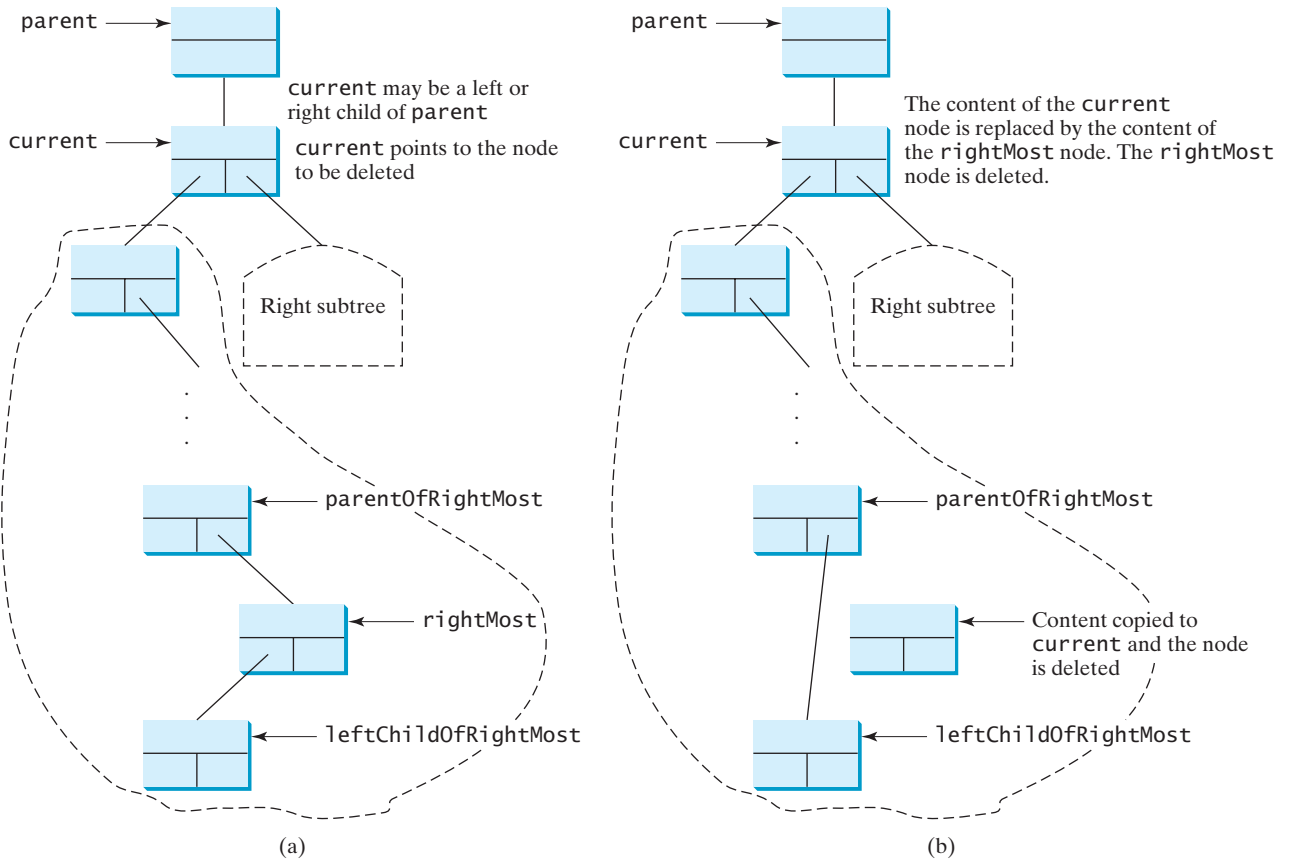 parent
current may be a left or
right child of parent
current
current points to the node
to be deleted
Right subtree
.
.
.
parentOfRightMost
rightMost
leftChildOfRightMost
(a)
parent
The content of the current
node is replaced by the content of
the rightMost node. The rightMost
node is deleted.
current
Right subtree
.
.
.
parentOfRightMost
Content copied to
current and the node
is deleted
leftChildOfRightMost
(b)